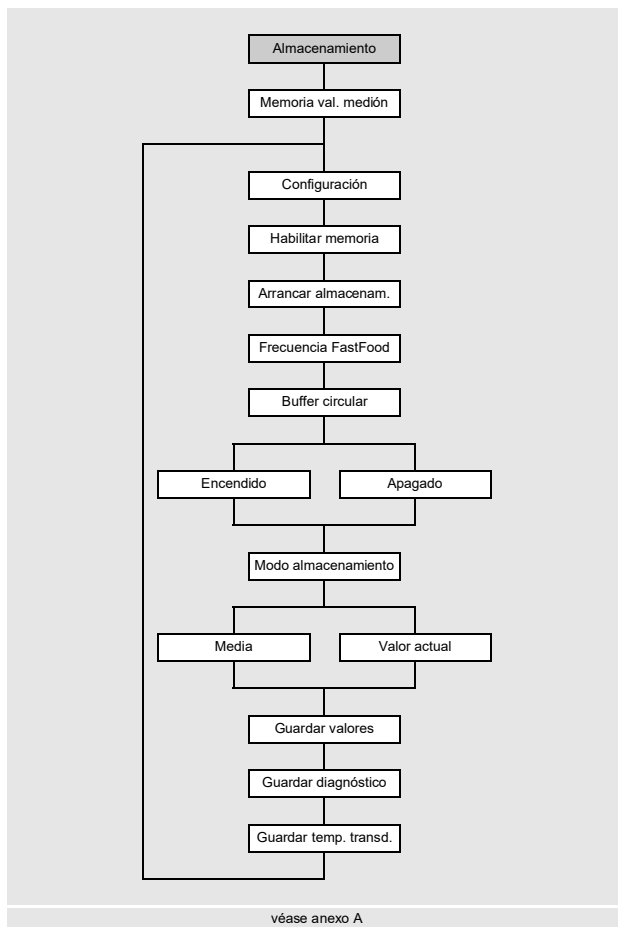 Almacenamiento
Memoria val. medión
Configuración
Habilitar memoria
Arrancar almacenam.
Frecuencia FastFood
Buffer circular
Encendido
Apagado
Modo almacenamiento
Media
Valor actual
Guardar valores
Guardar diagnóstico
Guardar temp. transd.
véase anexo A